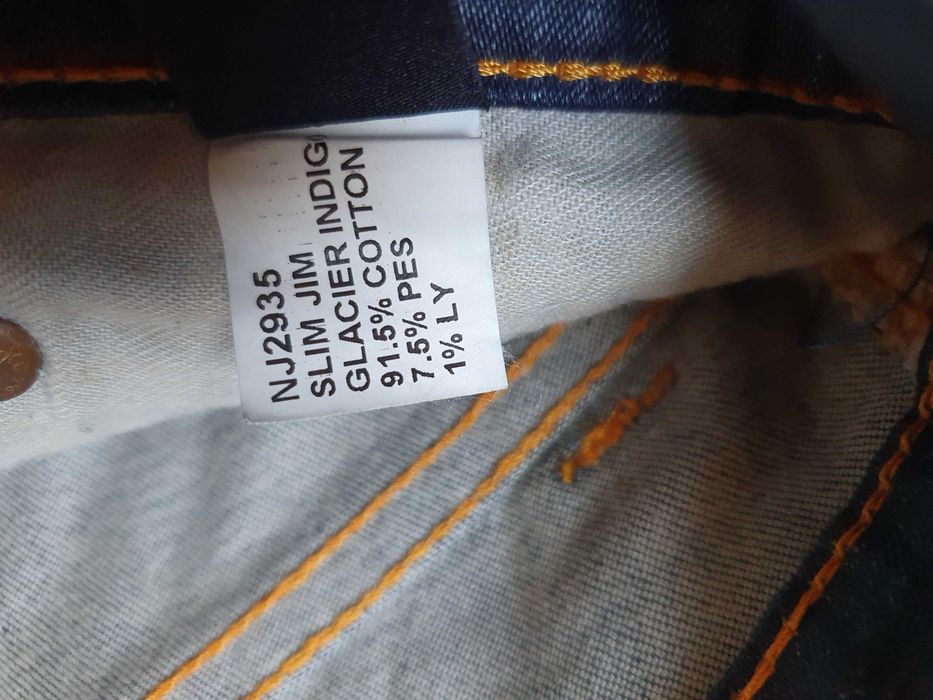 NJ2935
SLIM JIM
GLACIER INDIG
91.5% COTTON
7.5% PES
1% LY